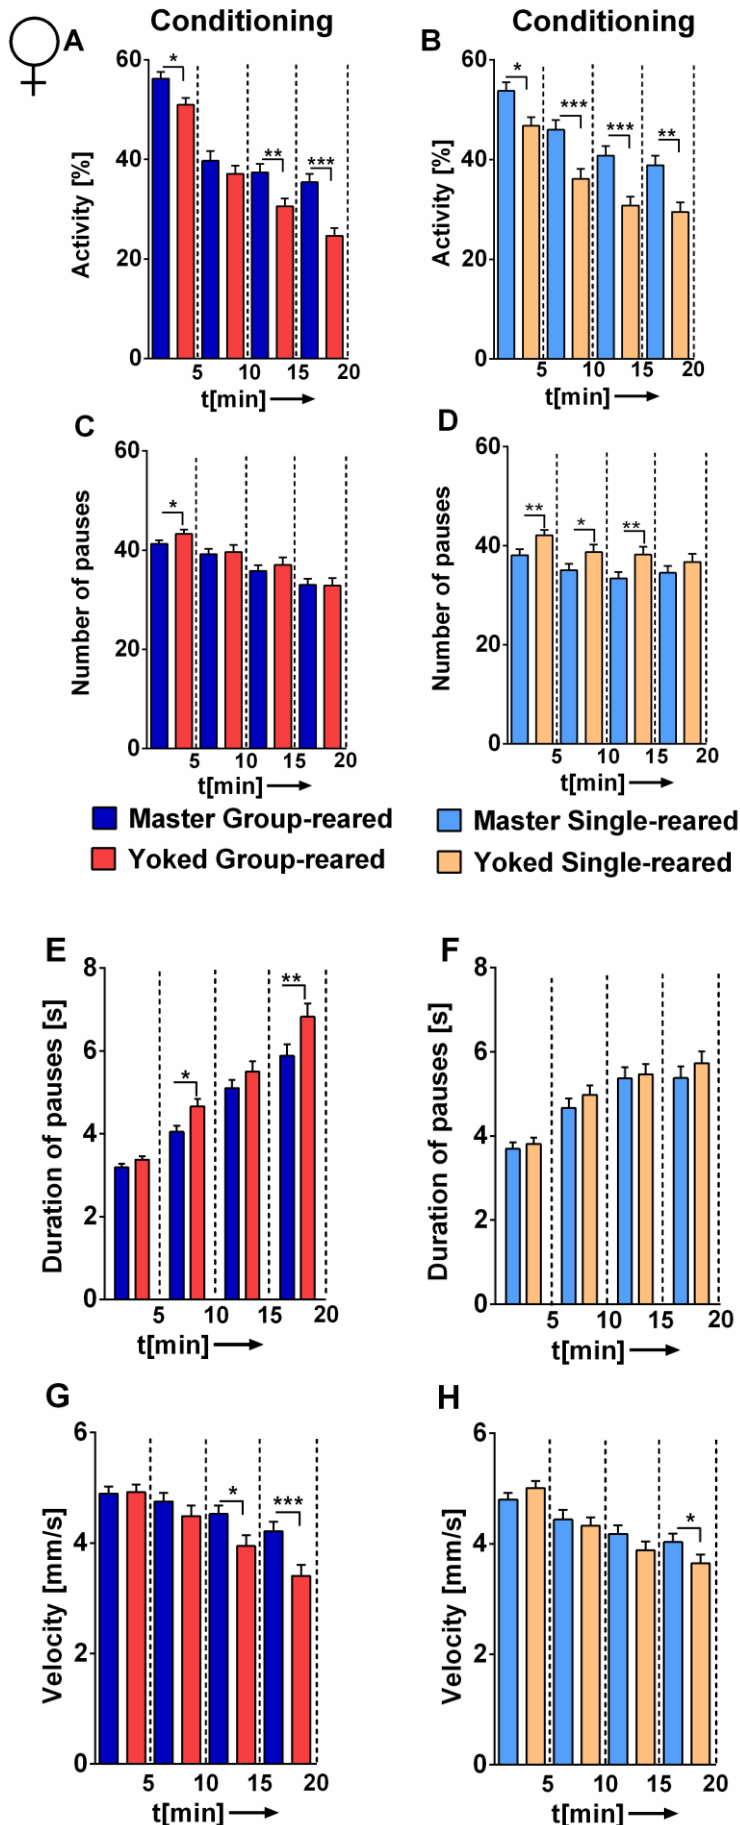 Conditioning Conditioning
A B
60 60
* * *** *** **
** ***
40 40
Activity [%] Activity [%]
20 20
0 0
5 10 15 20 5 10 15 20
t[min] t[min]
C D
60 60
* ** * **
40 40
Number of pauses Number of pauses
20 20
0 0
5 10 15 20 5 10 15 20
t[min] t[min]
Master Group-reared Master Single-reared
Yoked Group-reared Yoked Single-reared
E F
8 8
**
6 6
*
Duration of pauses [s] Duration of pauses [s]
4 4
2 2
0 0
5 10 15 20 5 10 15 20
t[min] t[min]
G H
6 6
* *** *
4 4
Velocity [mm/s] Velocity [mm/s]
2 2
0 0
5 10 15 20 5 10 15 20
t[min] t[min]